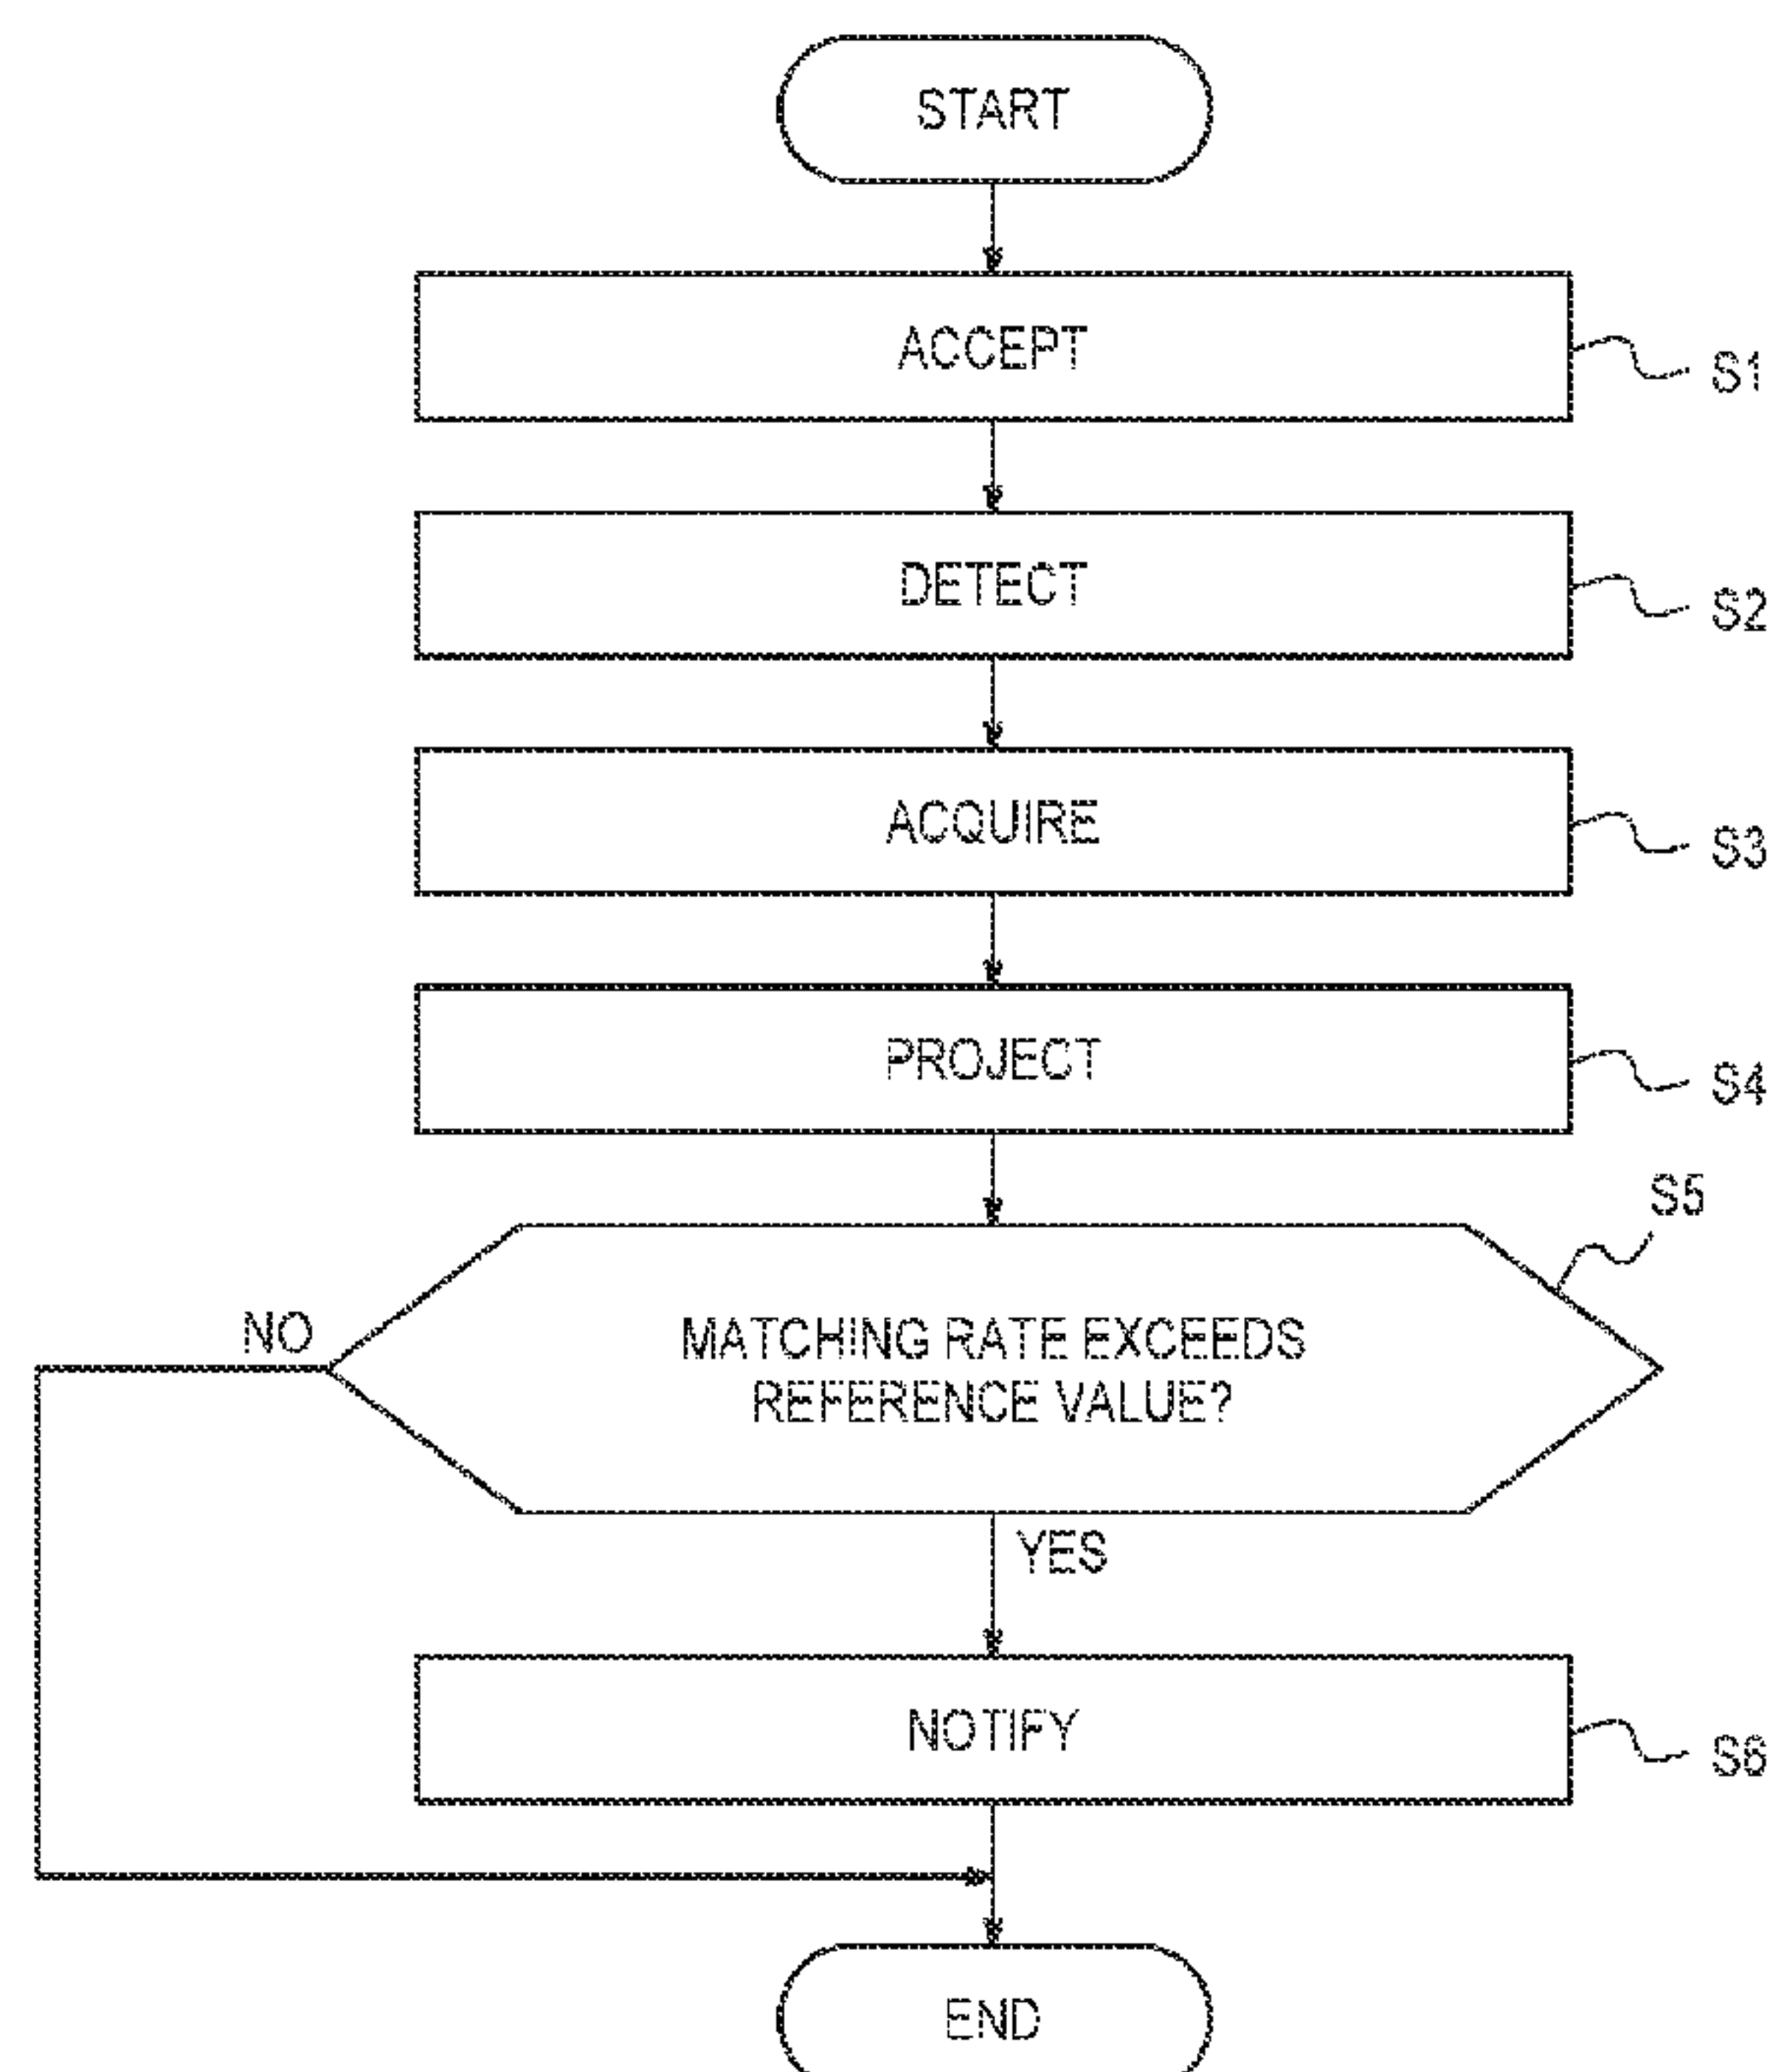 START
ACCEPT
S1
DETECT
S2
ACQUIRE
S3
PROJECT
S4
S5
NO
MATCHING RATE EXCEEDS
REFERENCE VALUE?
YES
NOTIFY
S6
END